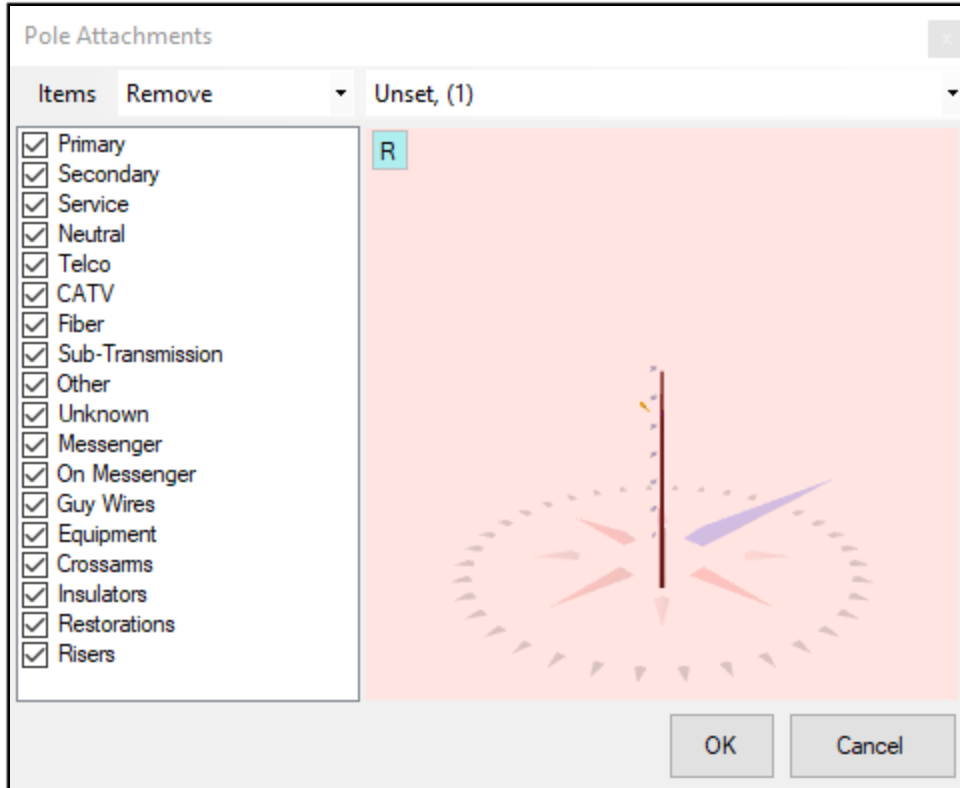 Pole Attachments
x
Items Remove Unset, (1)
R
Primary
Secondary
Service
Neutral
Telco
CATV
Fiber
Sub-Transmission
Other
Unknown
Messenger
On Messenger
Guy Wires
Equipment
Crossarms
Insulators
Restorations
Risers
OK Cancel